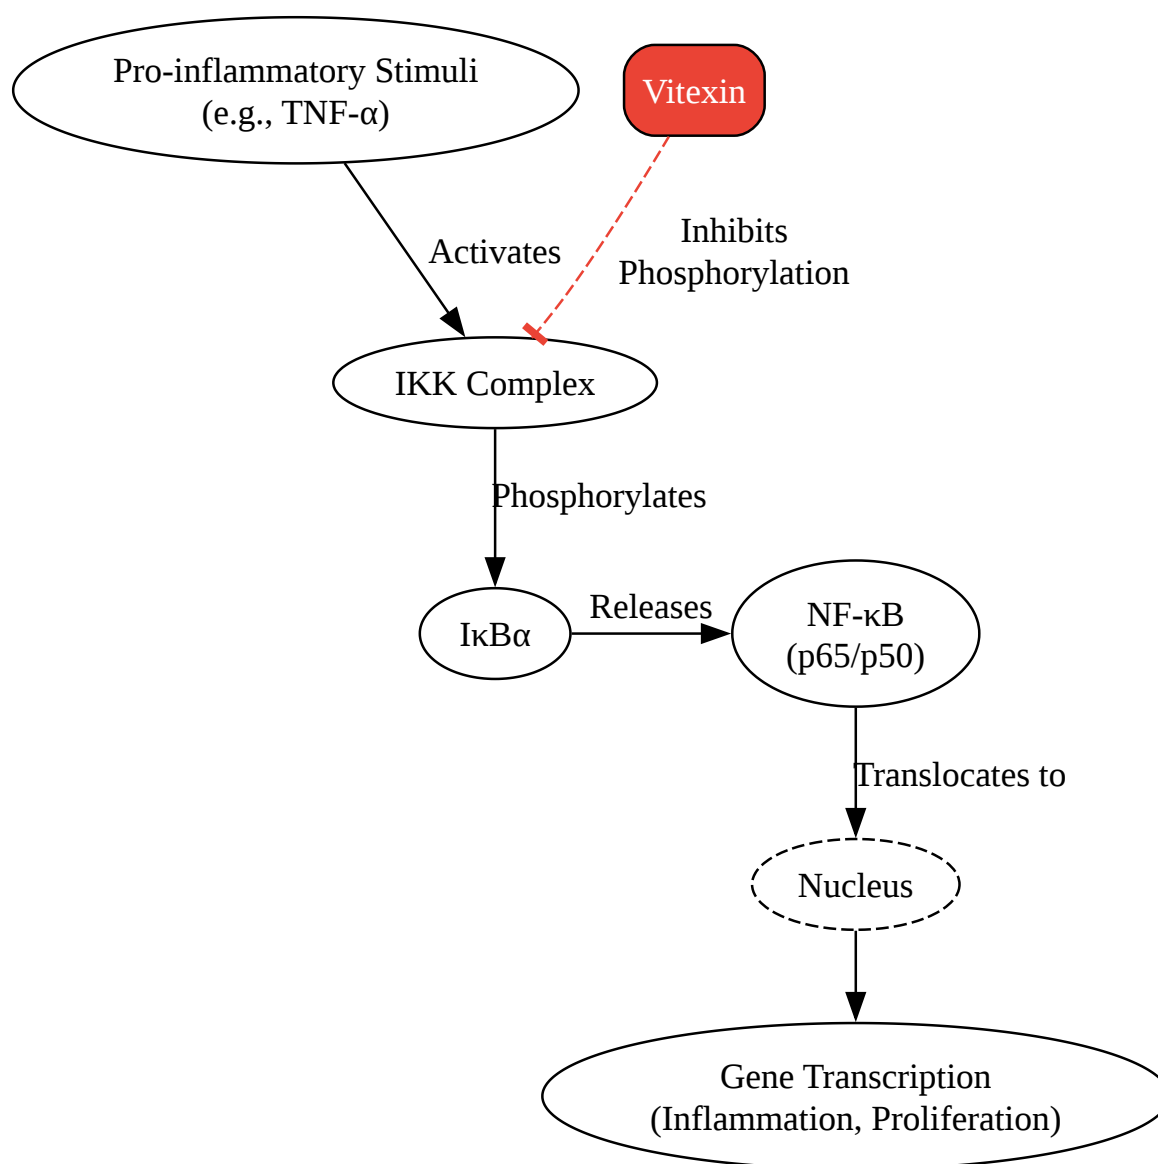 Pro-inflammatory Stimuli
(e.g., TNF-α)
Vitexin
Activates
Inhibits
Phosphorylation
IKK Complex
Phosphorylates
IκBα
Releases
NF-κB
(p65/p50)
Translocates to
Nucleus
Gene Transcription
(Inflammation, Proliferation)